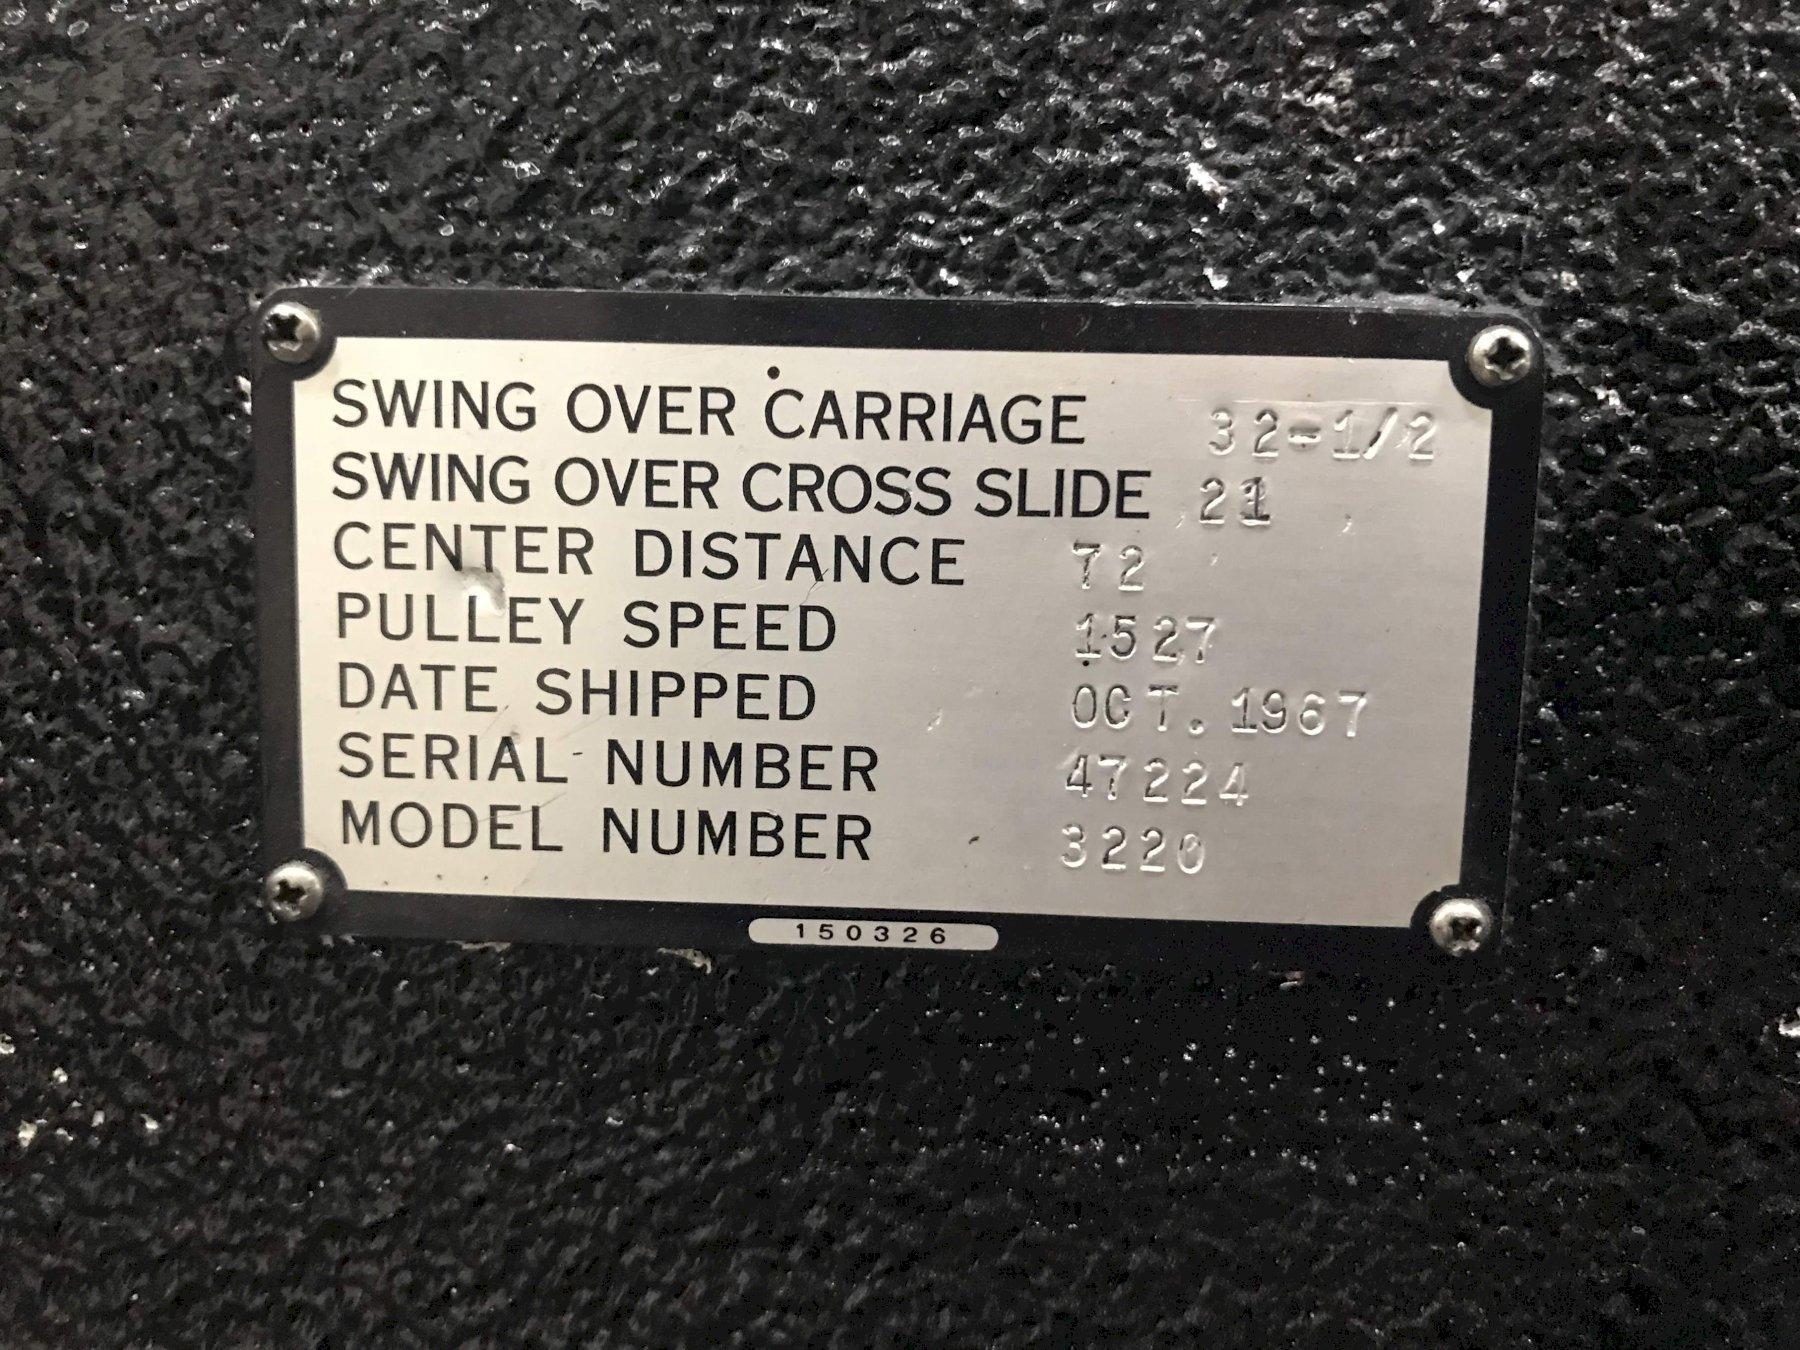 SWING OVER CARRIAGE 32-1/2
SWING OVER CROSS SLIDE 21
CENTER DISTANCE 72
PULLEY SPEED 1527
DATE SHIPPED OCT. 1967
SERIAL NUMBER 47224
MODEL NUMBER 3220
150326